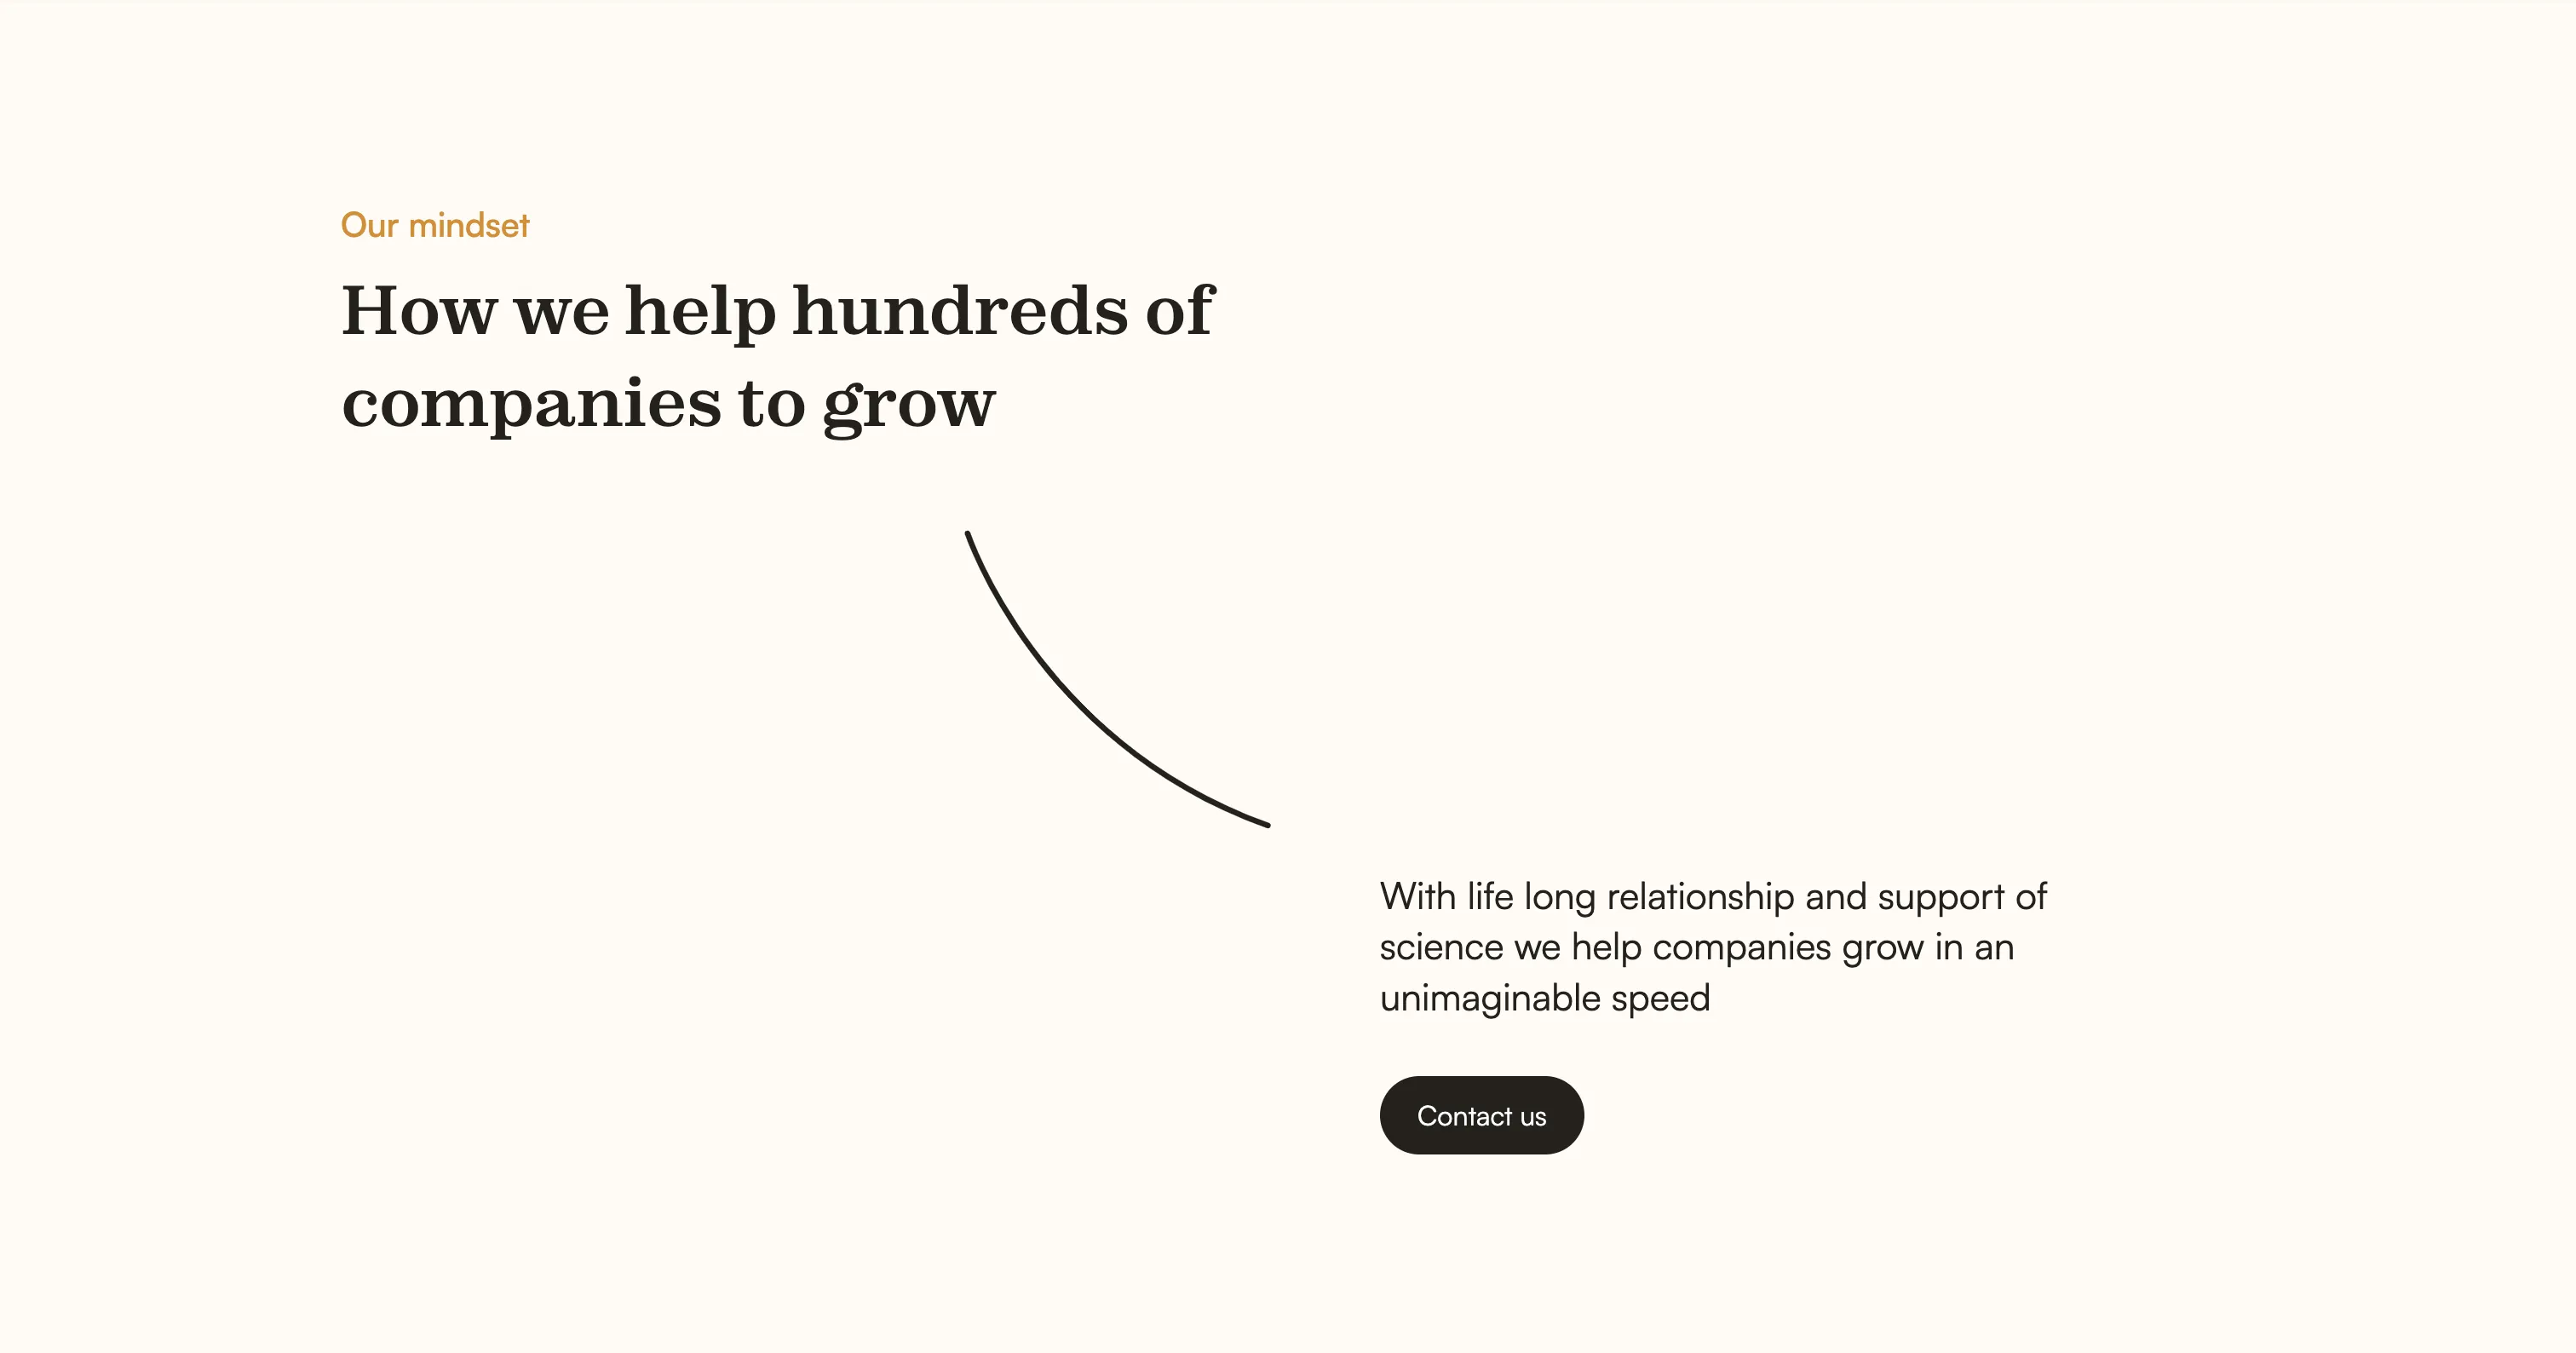 Our mindset
How we help hundreds of
companies to grow
With life long relationship and support of
science we help companies grow in an
unimaginable speed
Contact us